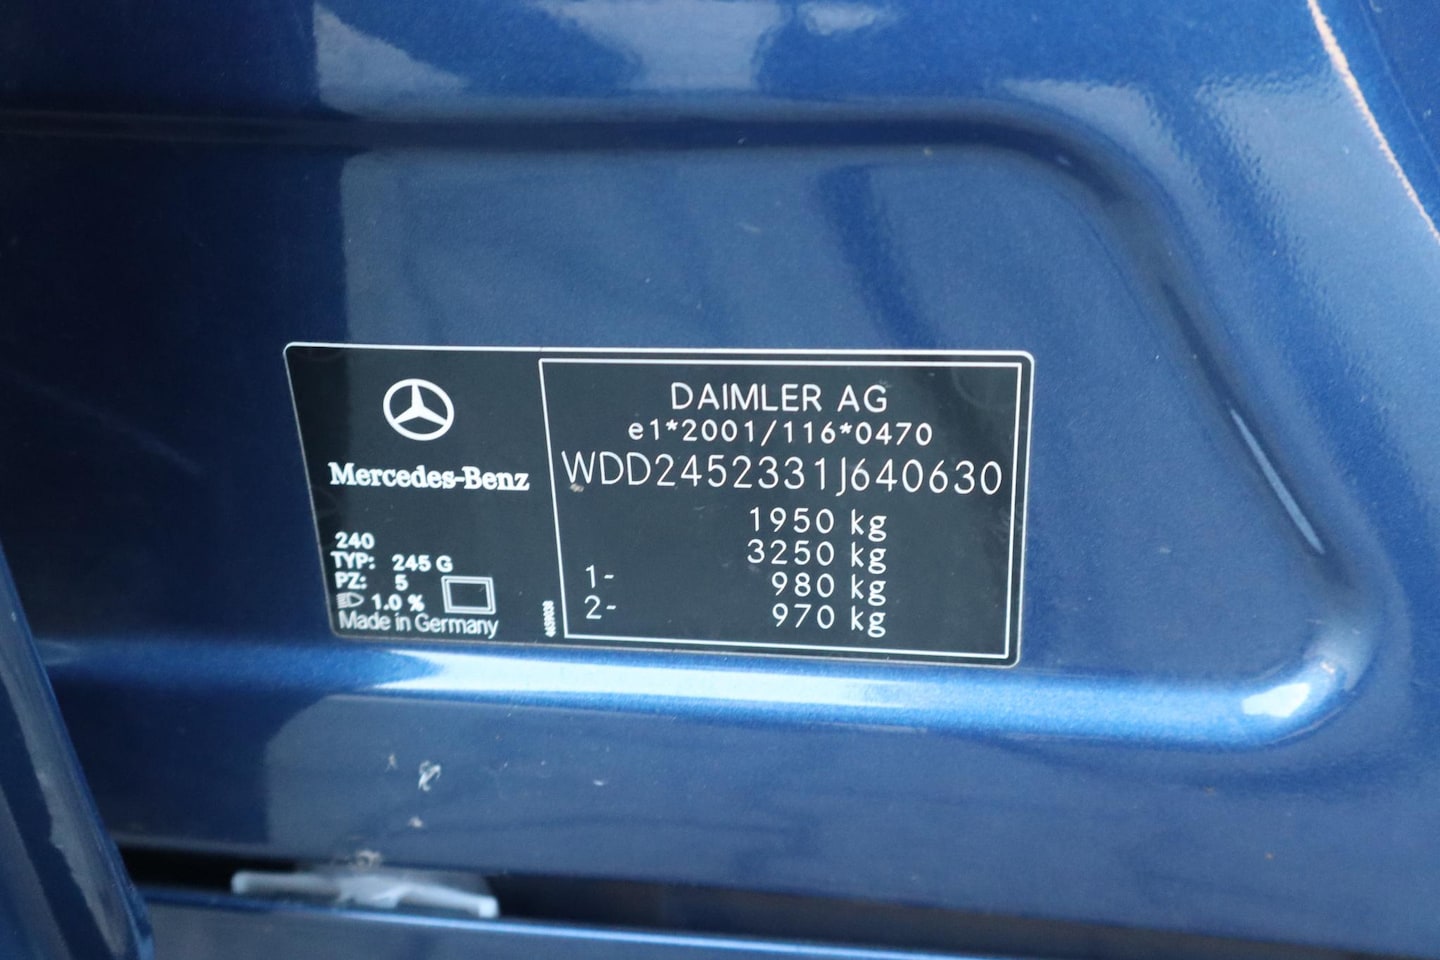 Mercedes-Benz
240
TYP: 245 G
PZ: 5
1.0 %
Made in Germany
DAIMLER AG
e1*2001/116*0470
WDD2452331J640630
1950 kg
3250 kg
1- 980 kg
2- 970 kg